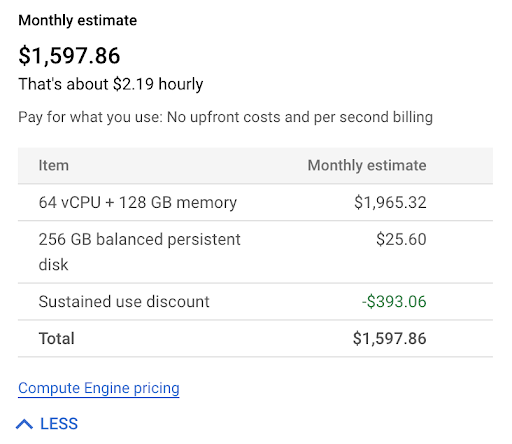 Monthly estimate
$1,597.86
That's about $2.19 hourly
Pay for what you use: No upfront costs and per second billing
Item Monthly estimate
64 vCPU + 128 GB memory $1,965.32
256 GB balanced persistent $25.60
disk
Sustained use discount -$393.06
Total $1,597.86
Compute Engine pricing
LESS